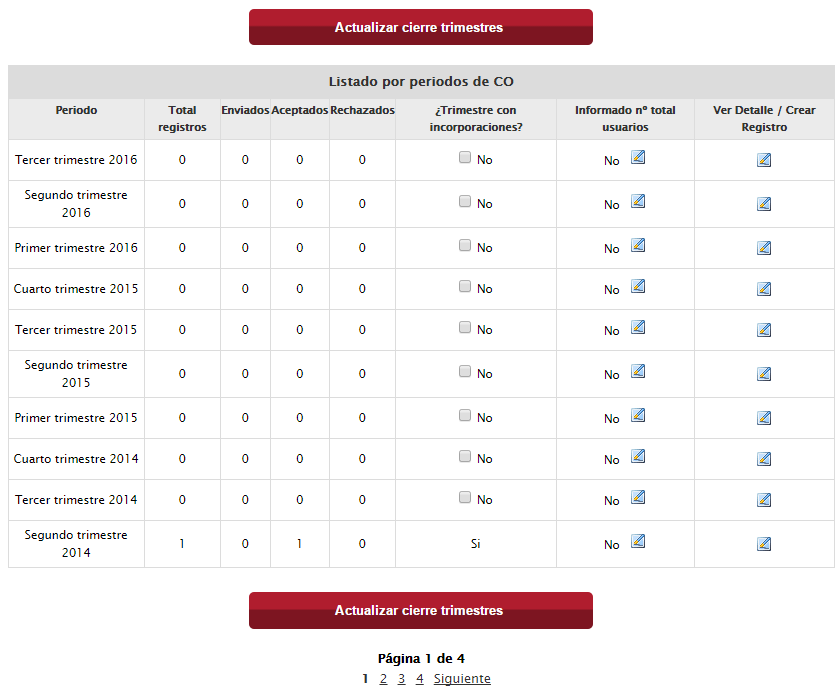 Actualizar cierre trimestres
Listado por periodos de CO
Periodo Total registros Enviados Aceptados Rechazados ¿Trimestre con incorporaciones? Informado nº total usuarios Ver Detalle / Crear Registro
Tercer trimestre 2016 0 0 0 0 No No
Segundo trimestre 2016 0 0 0 0 No No
Primer trimestre 2016 0 0 0 0 No No
Cuarto trimestre 2015 0 0 0 0 No No
Tercer trimestre 2015 0 0 0 0 No No
Segundo trimestre 2015 0 0 0 0 No No
Primer trimestre 2015 0 0 0 0 No No
Cuarto trimestre 2014 0 0 0 0 No No
Tercer trimestre 2014 0 0 0 0 No No
Segundo trimestre 2014 1 0 1 0 Si No
Actualizar cierre trimestres
Página 1 de 4
1 2 3 4 Siguiente